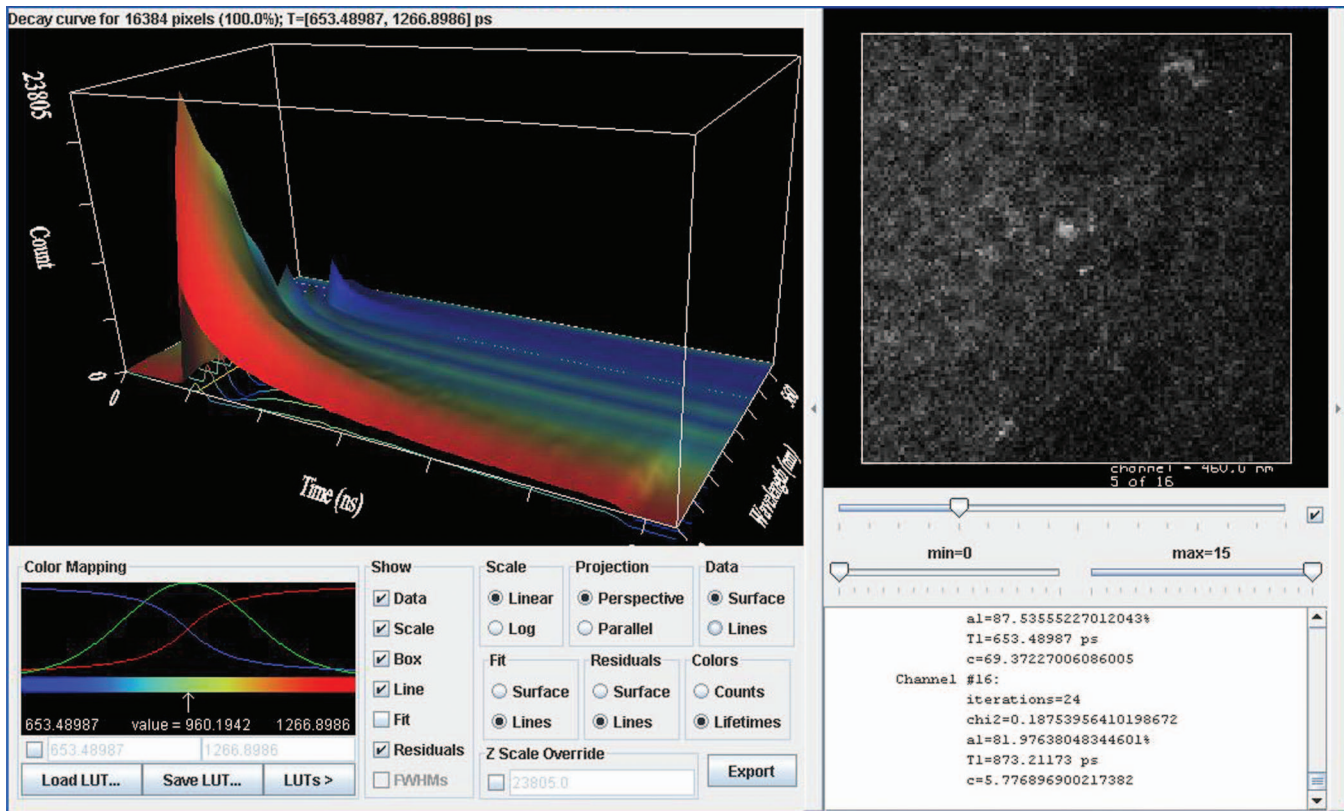 Decay curve for 16384 pixels (100.0%); T=[653.48987, 1266.8986] ps
23805
Count
0
0
Time (ns)
560
Wavelength (nm)
channel = 460.0 nm
5 of 16
min=0
max=15
Color Mapping
653.48987
value = 960.1942
1266.8986
653.48987
1266.8986
Load LUT...
Save LUT...
LUTs >
Show
Data
Scale
Box
Line
Fit
Residuals
FWHMs
Scale
Linear
Log
Projection
Perspective
Parallel
Data
Surface
Lines
Fit
Surface
Lines
Residuals
Surface
Lines
Colors
Counts
Lifetimes
Z Scale Override
23805.0
Export
a1=87.53555227012043%
T1=653.48987 ps
c=69.37227006086005
Channel #16:
iterations=24
chi2=0.18753956410198672
a1=81.97638048344601%
T1=873.21173 ps
c=5.776896900217382